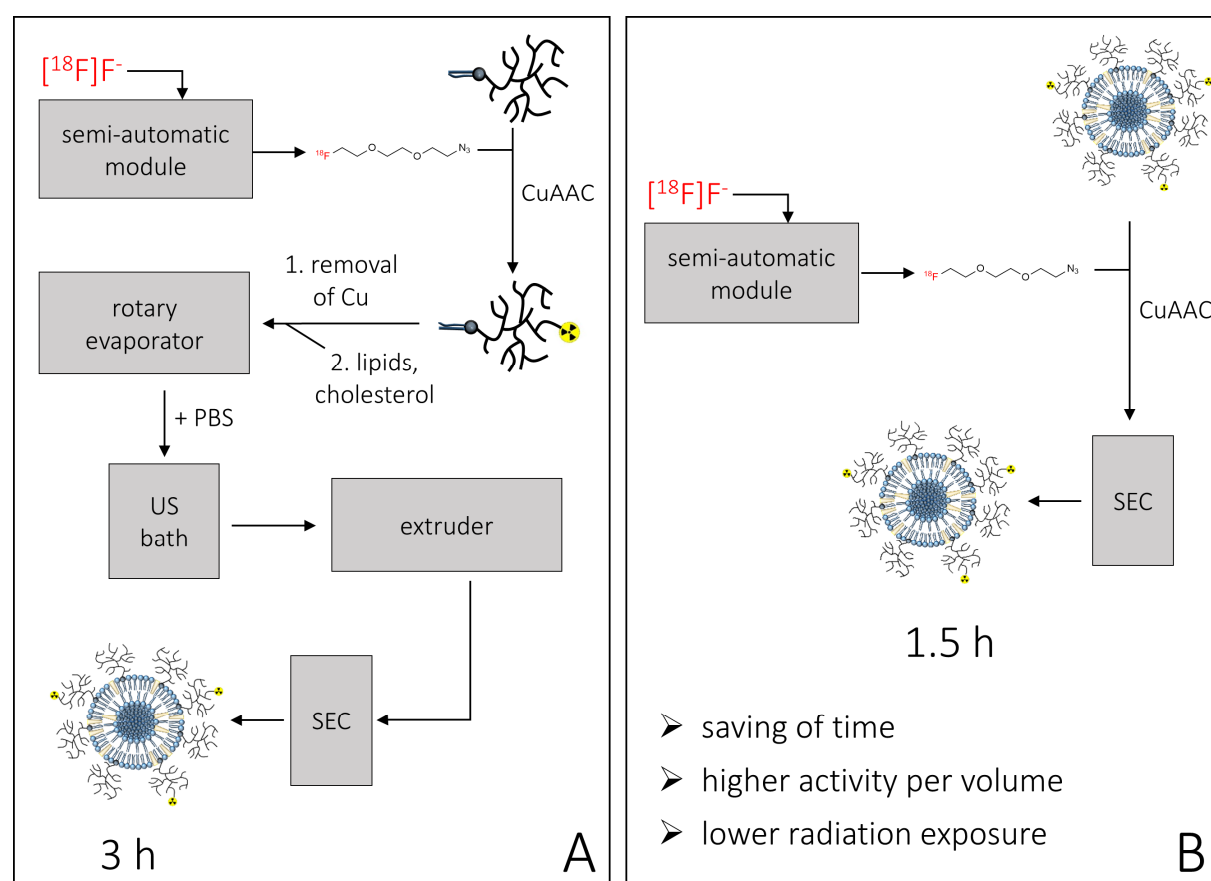 [¹⁸F]F⁻
semi-automatic
module
¹⁸F
O
O
N₃
CuAAC
1. removal
of Cu
rotary
evaporator
2. lipids,
cholesterol
+ PBS
US
bath
extruder
SEC
3 h
A
[¹⁸F]F⁻
semi-automatic
module
¹⁸F
O
O
N₃
CuAAC
SEC
1.5 h
➢ saving of time
➢ higher activity per volume
➢ lower radiation exposure
B